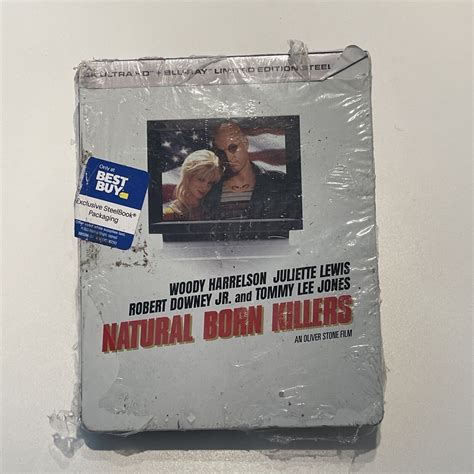 4K ULTRA HD + BLU-RAY LIMITED EDITION STEEL
Only at
BEST
BUY
Exclusive SteelBook®
Packaging
WOODY HARRELSON JULIETTE LEWIS
ROBERT DOWNEY JR. and TOMMY LEE JONES
NATURAL BORN KILLERS
AN OLIVER STONE FILM